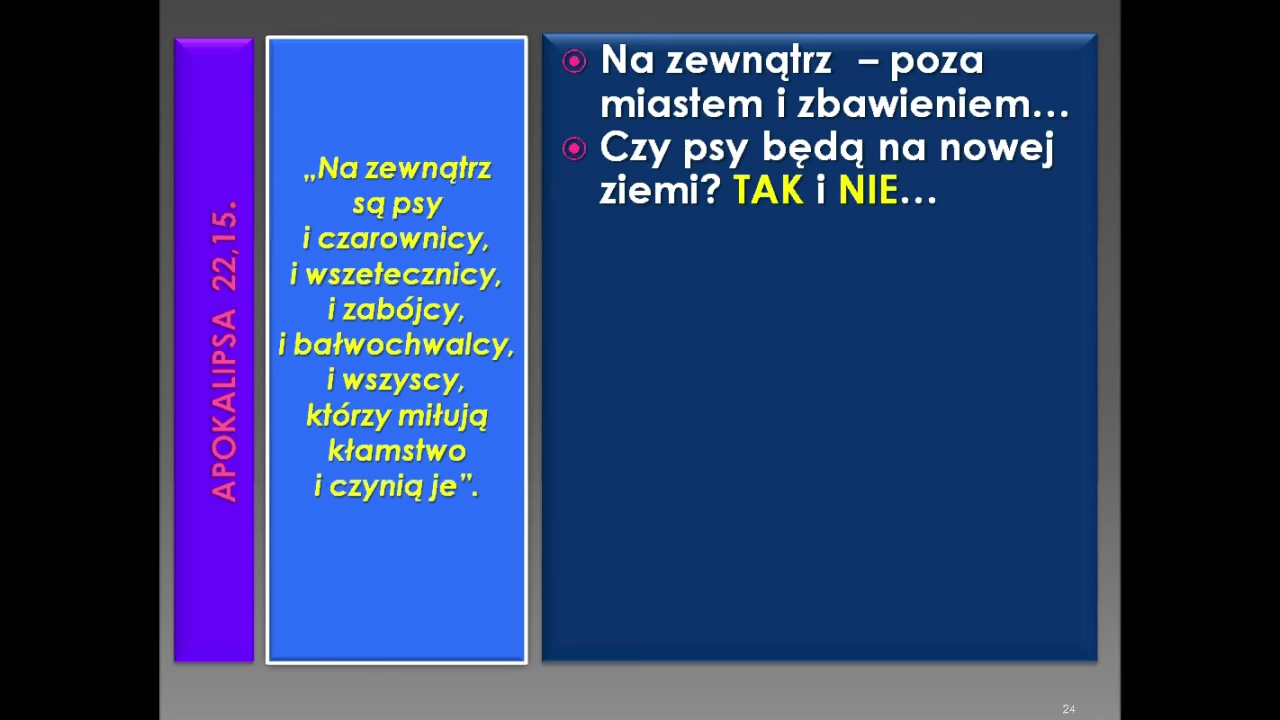 APOKALIPSA 22,15.
„Na zewnątrz
są psy
i czarownicy,
i wszetecznicy,
i zabójcy,
i bałwochwalcy,
i wszyscy,
którzy miłują
kłamstwo
i czynią je”.
Na zewnątrz – poza
miastem i zbawieniem…
Czy psy będą na nowej
ziemi? TAK i NIE…
24